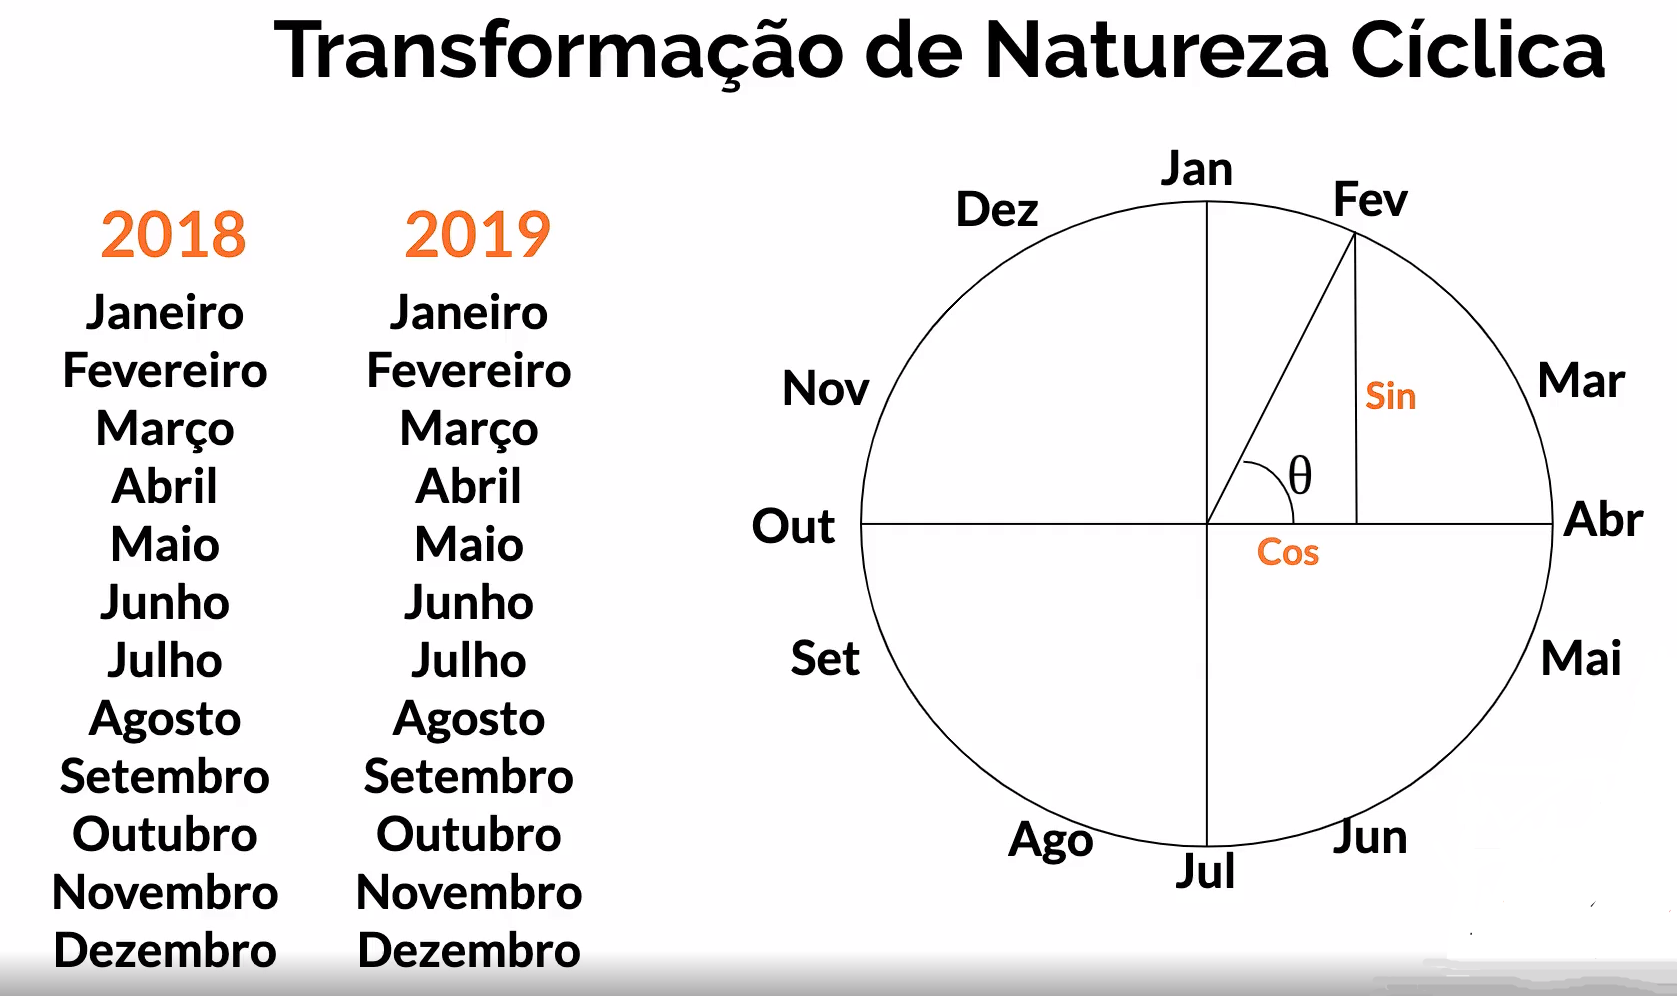 Transformação de Natureza Cíclica
2018
Janeiro
Fevereiro
Março
Abril
Maio
Junho
Julho
Agosto
Setembro
Outubro
Novembro
Dezembro
2019
Janeiro
Fevereiro
Março
Abril
Maio
Junho
Julho
Agosto
Setembro
Outubro
Novembro
Dezembro
Jan
Fev
Mar
Abr
Mai
Jun
Jul
Ago
Set
Out
Nov
Dez
Sin
θ
Cos